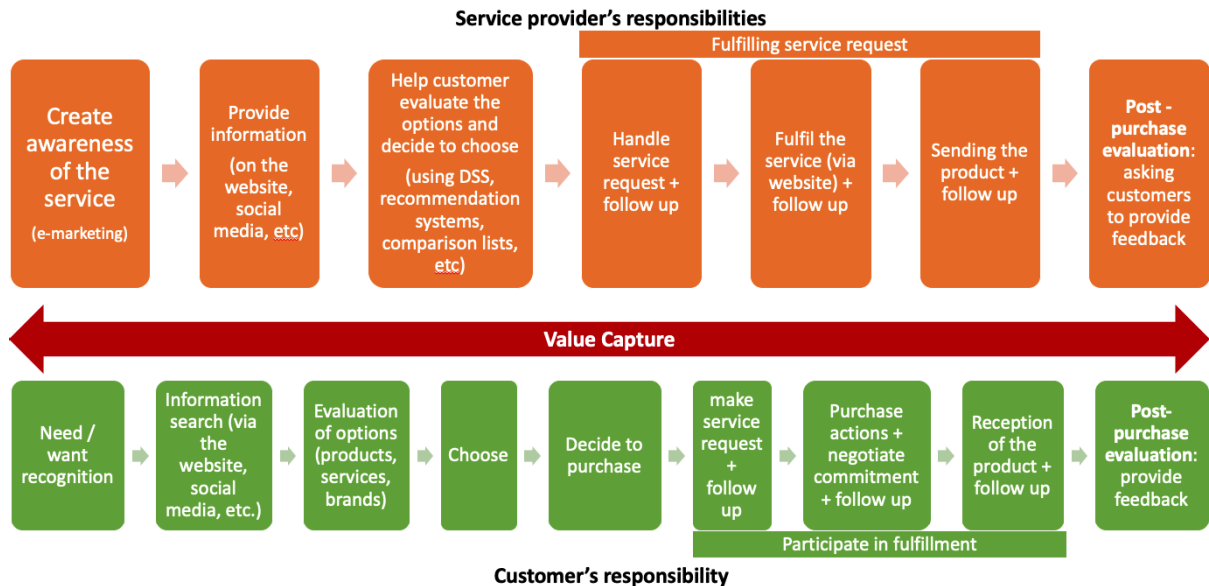 Service provider's responsibilities
Fulfilling service request
Create
awareness
of the
service
(e-marketing)
Provide
information
(on the
website,
social
media, etc)
Help customer
evaluate the
options and
decide to choose
(using DSS,
recommendation
systems,
comparison lists,
etc)
Handle
service
request +
follow up
Fulfil the
service (via
website) +
follow up
Sending the
product +
follow up
Post -
purchase
evaluation:
asking
customers
to provide
feedback
Value Capture
Need /
want
recognition
Information
search (via
the
website,
social
media, etc.)
Evaluation
of options
(products,
services,
brands)
Choose
Decide to
purchase
make
service
request
+
follow
up
Purchase
actions +
negotiate
commitment
+ follow up
Reception
of the
product +
follow up
Post-
purchase
evaluation:
provide
feedback
Participate in fulfillment
Customer's responsibility